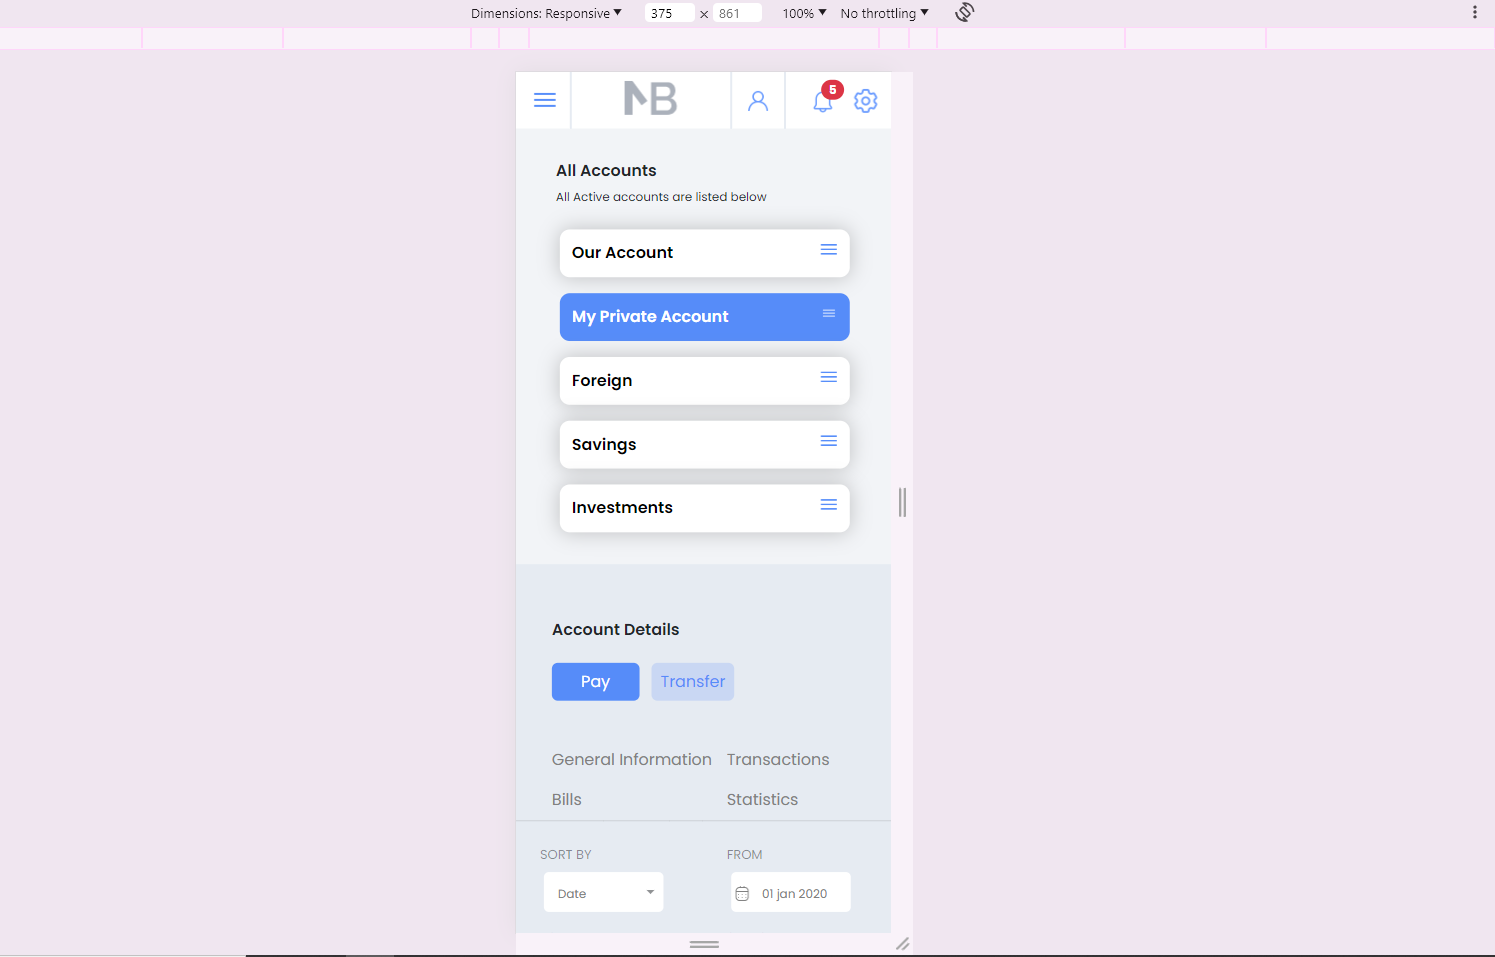 Dimensions: Responsive 375 × 861 100% No throttling
NB 5
All Accounts
All Active accounts are listed below
Our Account
My Private Account
Foreign
Savings
Investments
Account Details
Pay Transfer
General Information Transactions
Bills Statistics
SORT BY FROM
Date 01 jan 2020